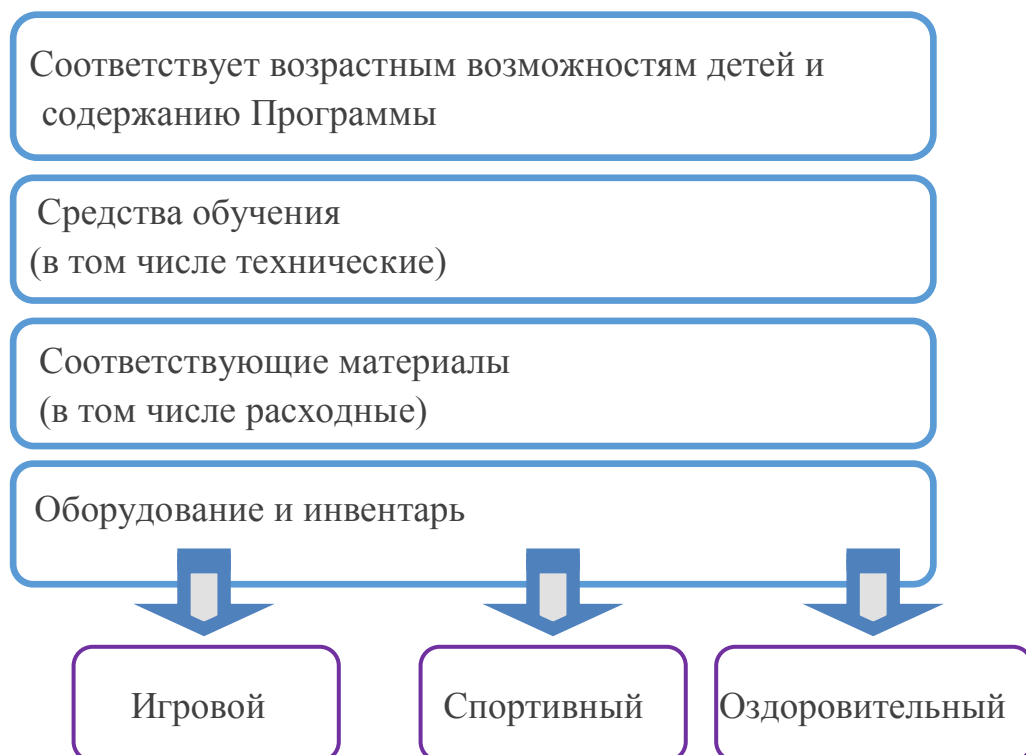 Соответствует возрастным возможностям детей и
содержанию Программы
Средства обучения
(в том числе технические)
Соответствующие материалы
(в том числе расходные)
Оборудование и инвентарь
Игровой
Спортивный
Оздоровительный